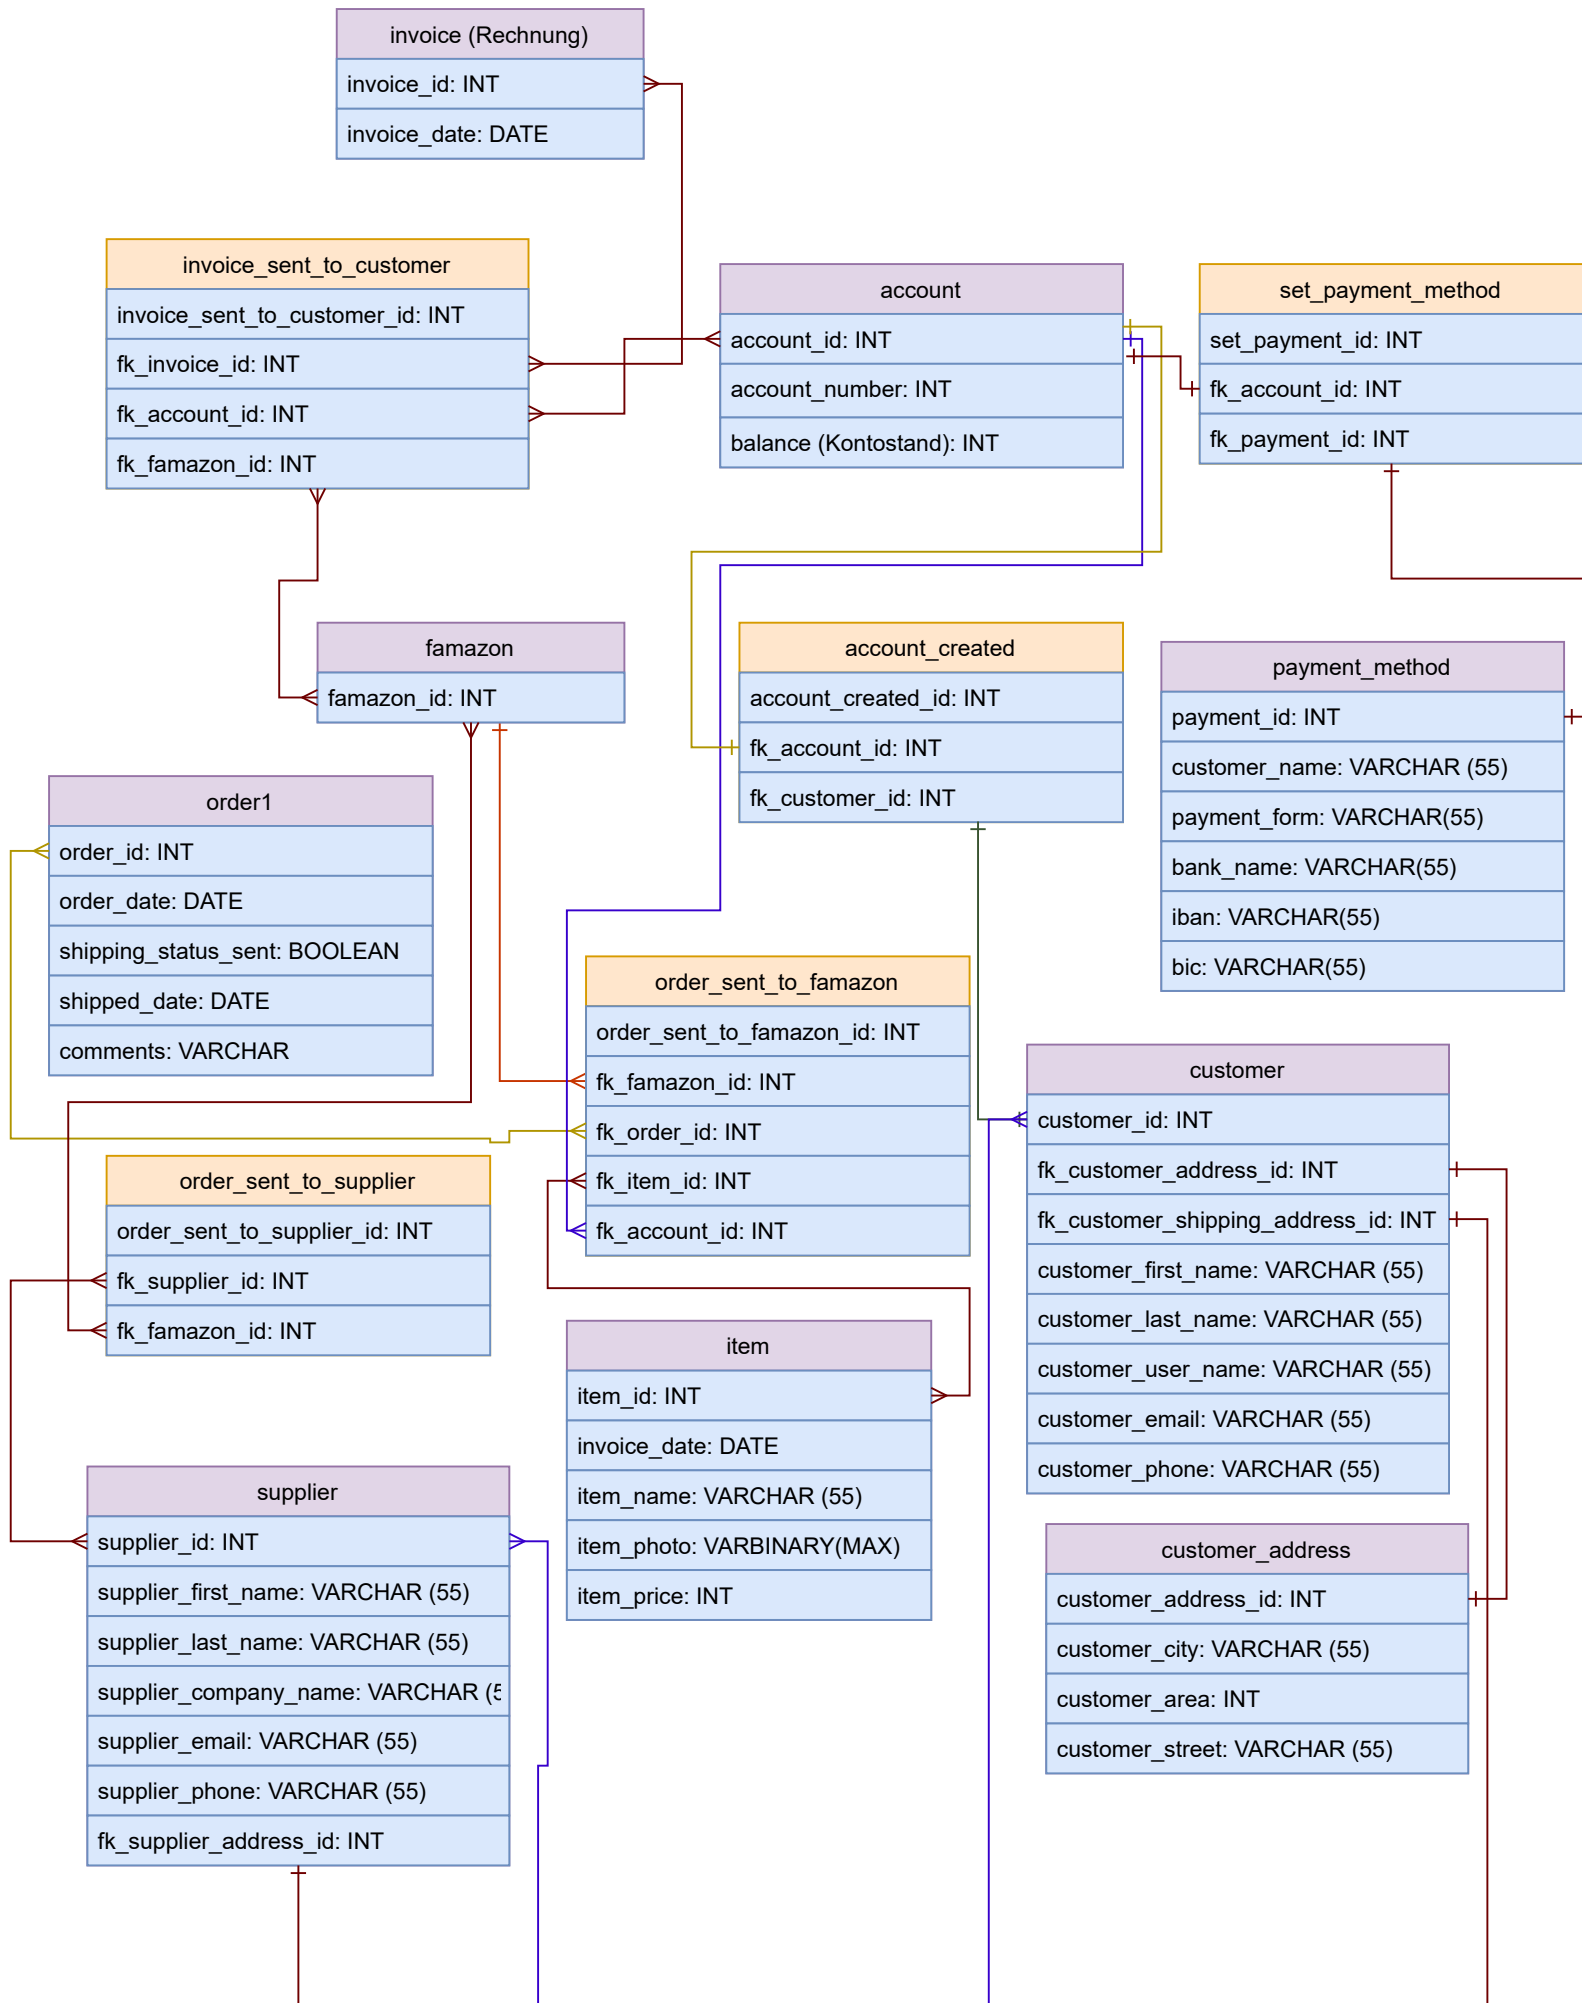 invoice (Rechnung)
invoice_id: INT
invoice_date: DATE
invoice_sent_to_customer
invoice_sent_to_customer_id: INT
fk_invoice_id: INT
fk_account_id: INT
fk_famazon_id: INT
account
account_id: INT
account_number: INT
balance (Kontostand): INT
set_payment_method
set_payment_id: INT
fk_account_id: INT
fk_payment_id: INT
famazon
famazon_id: INT
account_created
account_created_id: INT
fk_account_id: INT
fk_customer_id: INT
payment_method
payment_id: INT
customer_name: VARCHAR (55)
payment_form: VARCHAR(55)
bank_name: VARCHAR(55)
iban: VARCHAR(55)
bic: VARCHAR(55)
order1
order_id: INT
order_date: DATE
shipping_status_sent: BOOLEAN
shipped_date: DATE
comments: VARCHAR
order_sent_to_famazon
order_sent_to_famazon_id: INT
fk_famazon_id: INT
fk_order_id: INT
fk_item_id: INT
fk_account_id: INT
customer
customer_id: INT
fk_customer_address_id: INT
fk_customer_shipping_address_id: INT
customer_first_name: VARCHAR (55)
customer_last_name: VARCHAR (55)
customer_user_name: VARCHAR (55)
customer_email: VARCHAR (55)
customer_phone: VARCHAR (55)
order_sent_to_supplier
order_sent_to_supplier_id: INT
fk_supplier_id: INT
fk_famazon_id: INT
item
item_id: INT
invoice_date: DATE
item_name: VARCHAR (55)
item_photo: VARBINARY(MAX)
item_price: INT
supplier
supplier_id: INT
supplier_first_name: VARCHAR (55)
supplier_last_name: VARCHAR (55)
supplier_company_name: VARCHAR
supplier_email: VARCHAR (55)
supplier_phone: VARCHAR (55)
fk_supplier_address_id: INT
customer_address
customer_address_id: INT
customer_city: VARCHAR (55)
customer_area: INT
customer_street: VARCHAR (55)